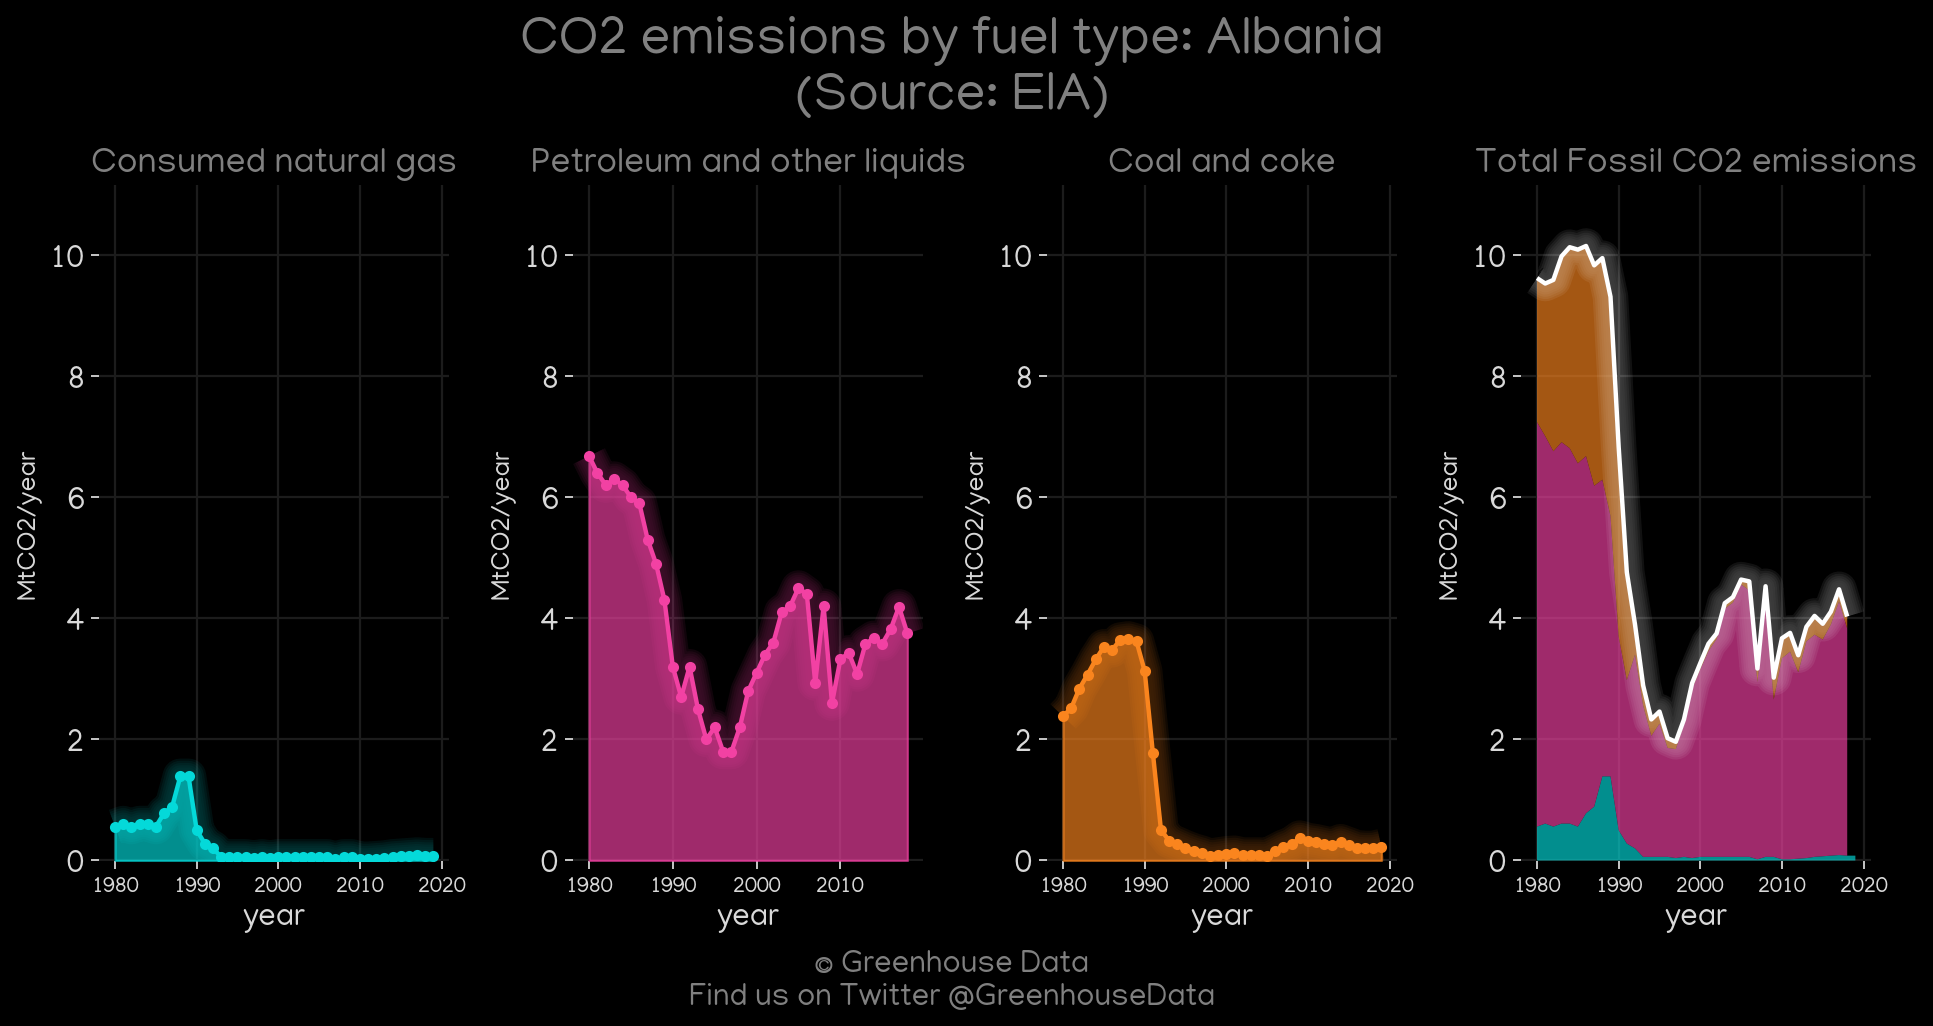 CO2 emissions by fuel type: Albania
(Source: EIA)
Consumed natural gas
Petroleum and other liquids
Coal and coke
Total Fossil CO2 emissions
MtCO2/year
10
8
6
4
2
0
1980 1990 2000 2010 2020
year
MtCO2/year
10
8
6
4
2
0
1980 1990 2000 2010
year
MtCO2/year
10
8
6
4
2
0
1980 1990 2000 2010 2020
year
MtCO2/year
10
8
6
4
2
0
1980 1990 2000 2010 2020
year
© Greenhouse Data
Find us on Twitter @GreenhouseData